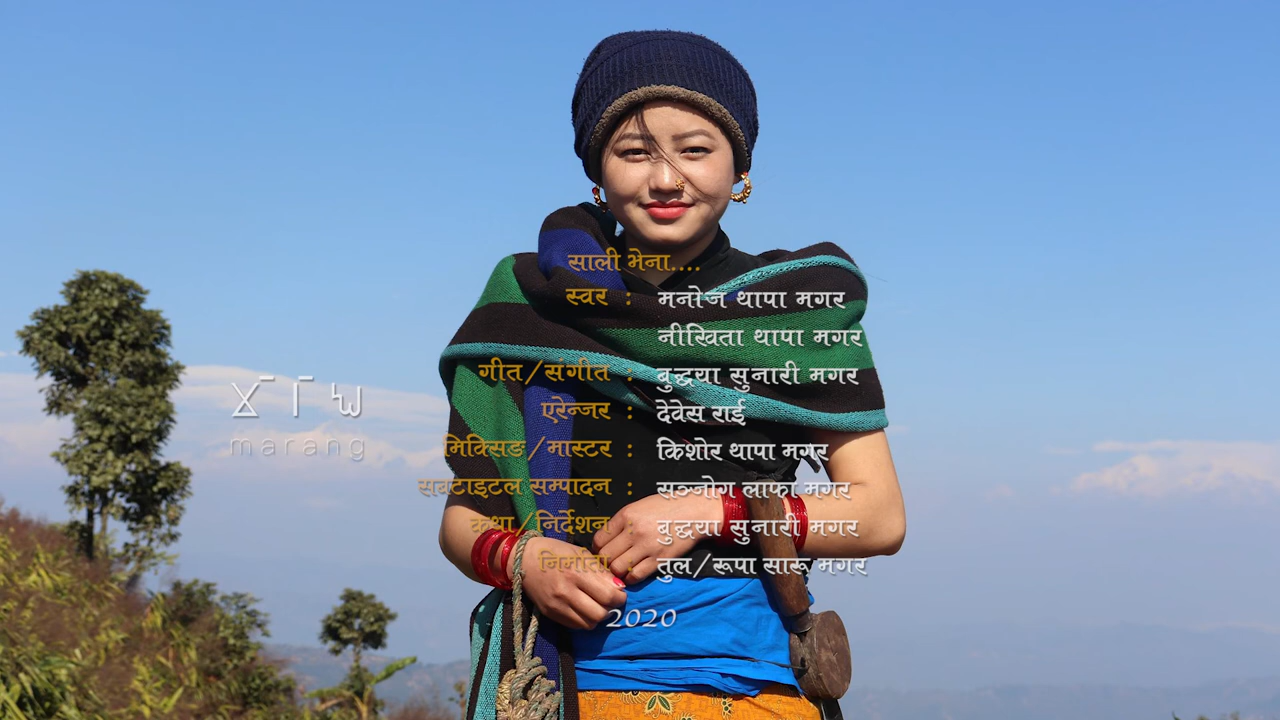 साली भेना....
स्वर : मनोज थापा मगर
नीखिता थापा मगर
गीत/संगीत : बुद्धया सुनारी मगर
एरेन्जर : देवेस राई
मिक्सिङ/मास्टर : किशोर थापा मगर
सबटाइटल सम्पादन : सञ्जोग लाफा मगर
कथा/निर्देशन : बुद्धया सुनारी मगर
निर्माता : तुल/रूपा सारू मगर
2020
marang